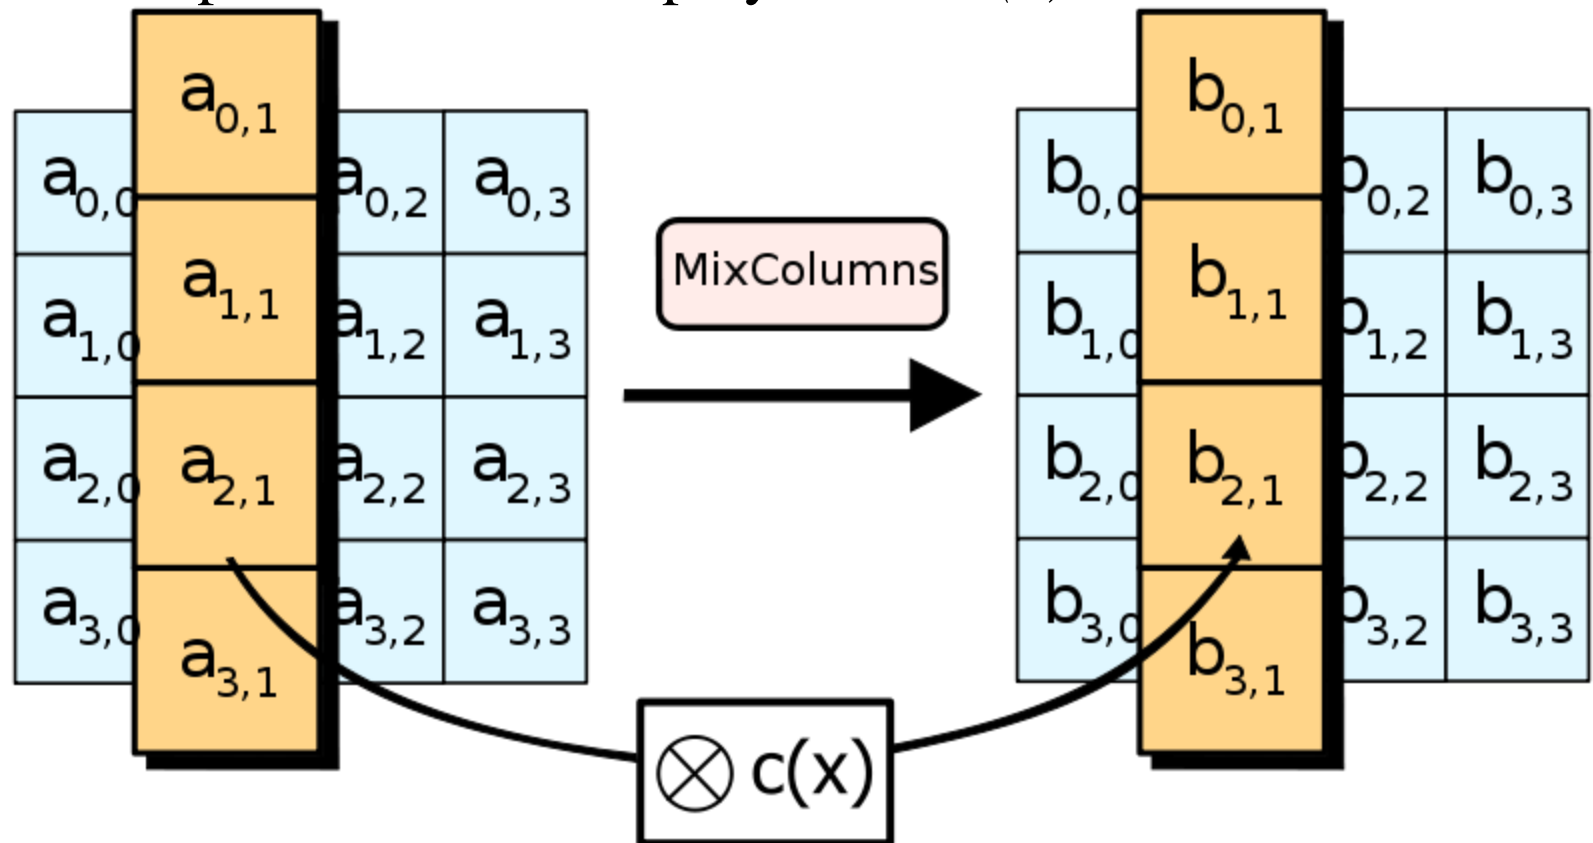 a0,1
b0,1
a0,0 a0,2 a0,3
b0,0 b0,2 b0,3
a1,1
b1,1
MixColumns
a1,0 a1,2 a1,3
b1,0 b1,2 b1,3
a2,1
b2,1
a2,0 a2,2 a2,3
b2,0 b2,2 b2,3
a3,0 a3,2 a3,3
b3,0 b3,2 b3,3
a3,1
b3,1
⊗ c(x)